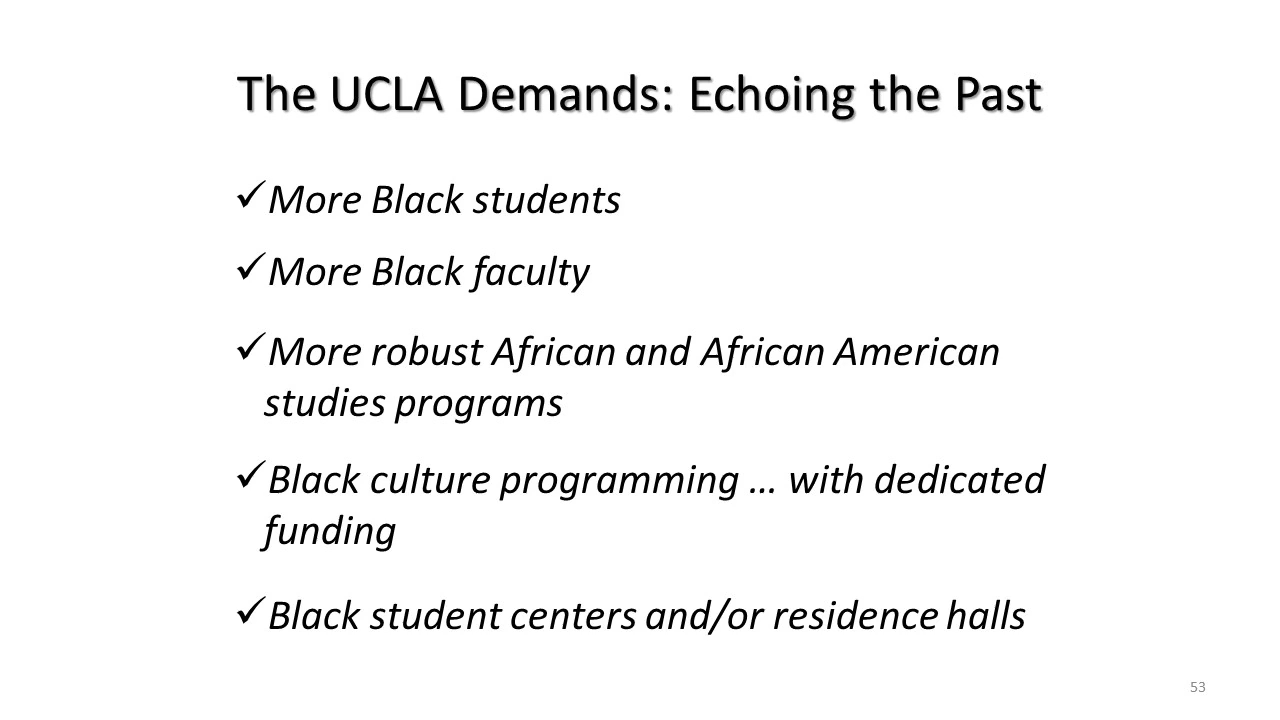 The UCLA Demands: Echoing the Past
✓More Black students
✓More Black faculty
✓More robust African and African American
studies programs
✓Black culture programming … with dedicated
funding
✓Black student centers and/or residence halls
53